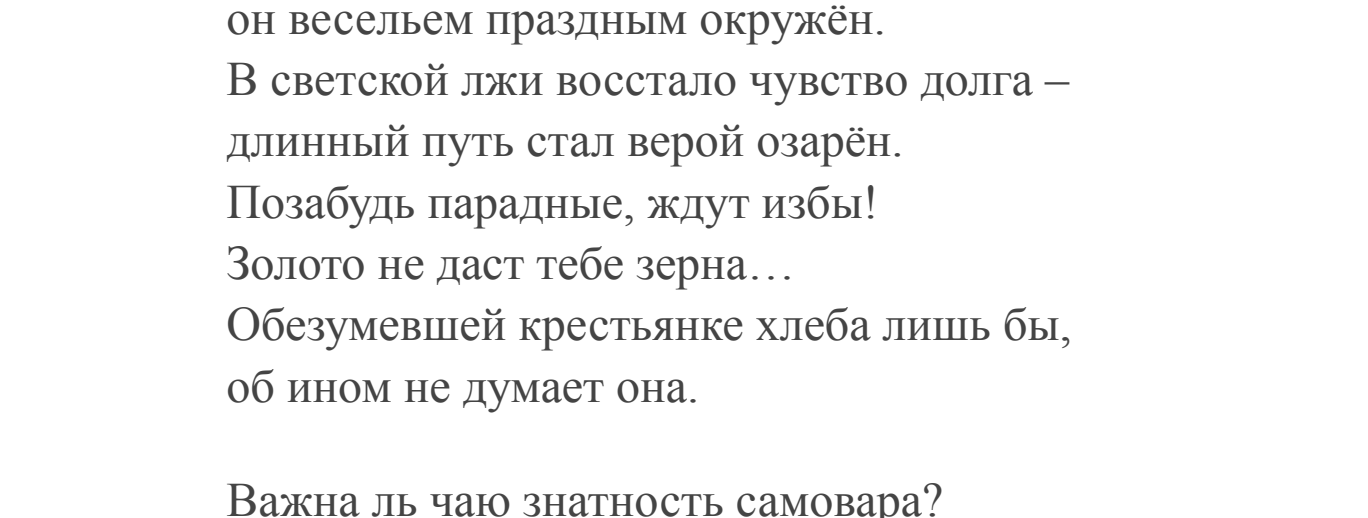 он весельем праздным окружён.
В светской лжи восстало чувство долга –
длинный путь стал верой озарён.
Позабудь парадные, ждут избы!
Золото не даст тебе зерна…
Обезумевшей крестьянке хлеба лишь бы,
об ином не думает она.

Важна ль чаю знатность самовара?